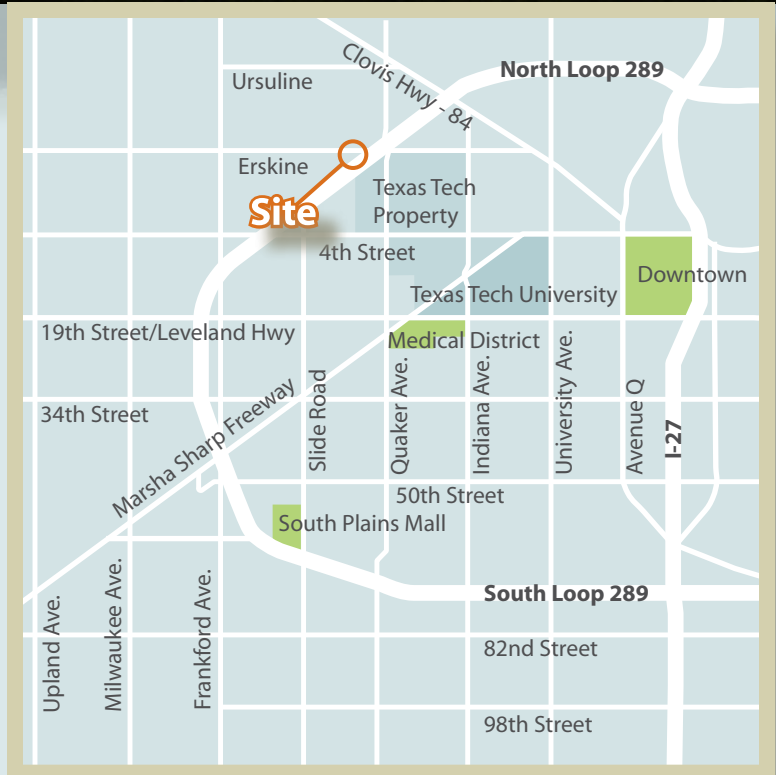 Clovis Hwy - 84
North Loop 289
Ursuline
Erskine
Texas Tech
Property
Site
4th Street
Downtown
Texas Tech University
19th Street/Leveland Hwy
Medical District
34th Street
Marsha Sharp Freeway
Slide Road
Quaker Ave.
Indiana Ave.
University Ave.
Avenue Q
I-27
50th Street
South Plains Mall
Upland Ave.
Milwaukee Ave.
Frankford Ave.
South Loop 289
82nd Street
98th Street